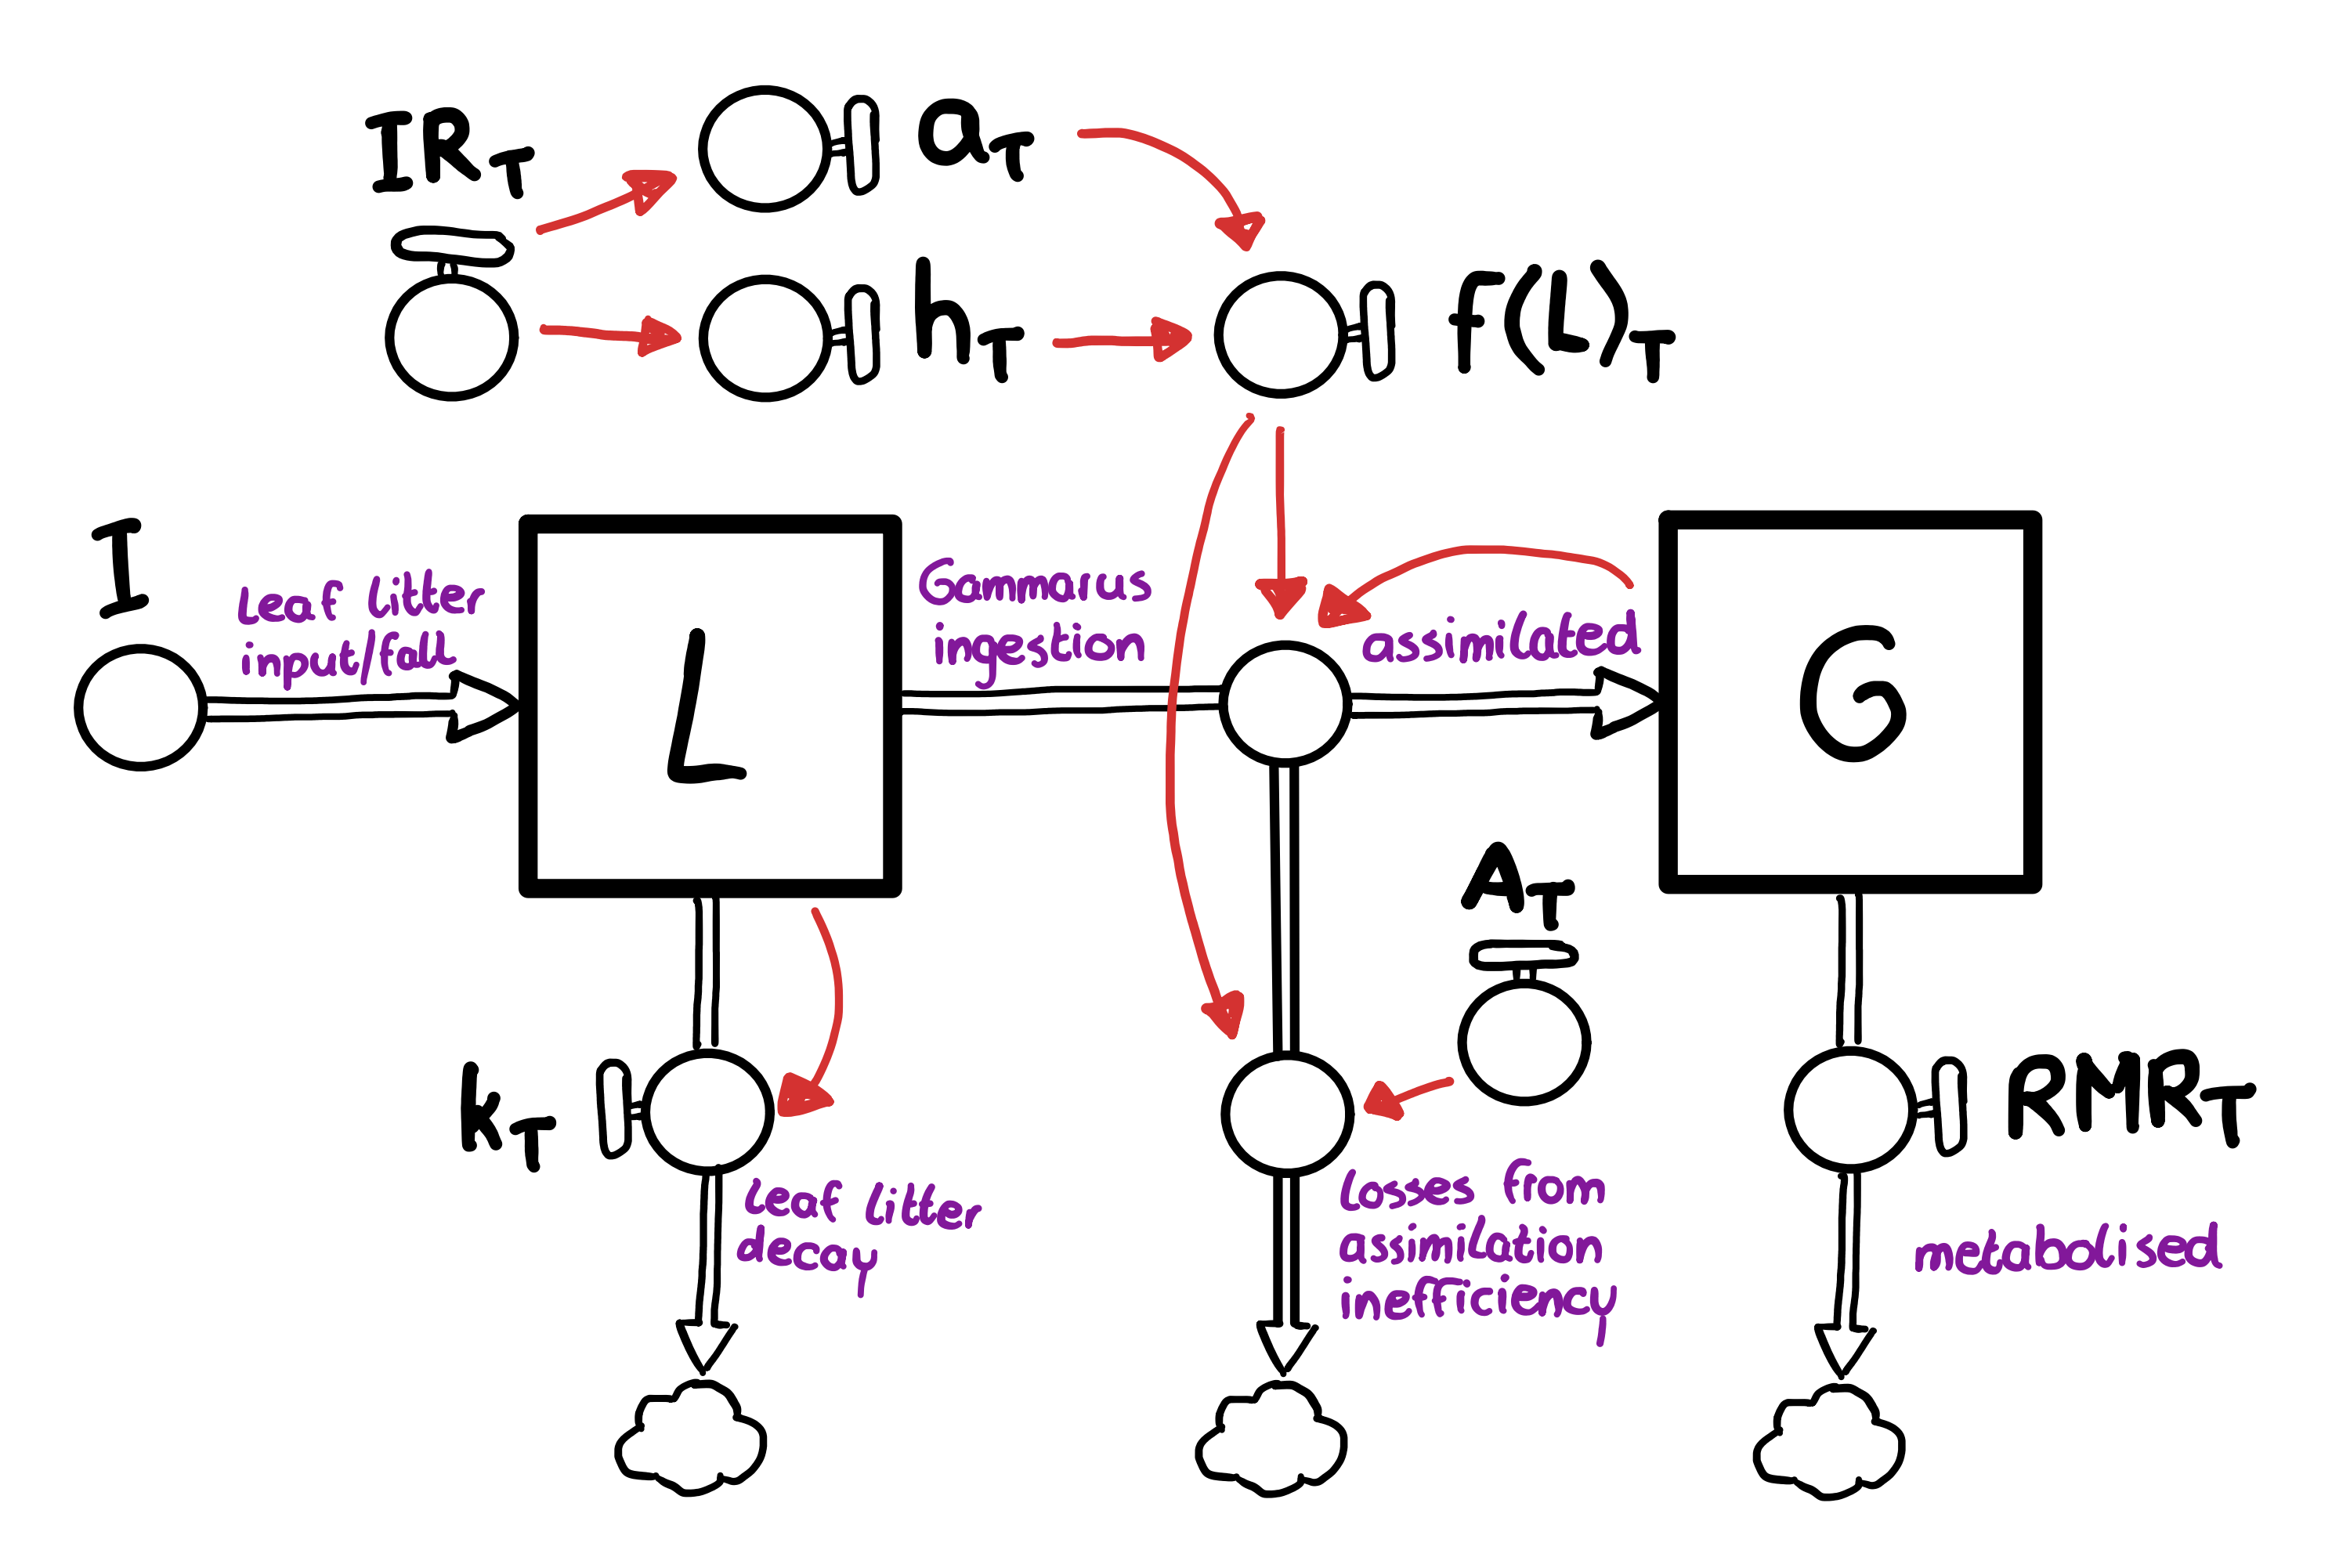 IR_T
a_T
h_T
f(L)_T
I
Leaf litter
input/fall
L
Gammarus
ingestion
assimilated
G
A_T
k_T
RMR_T
Leaf litter
decay
Losses from
assimilation
inefficiency
metabolised